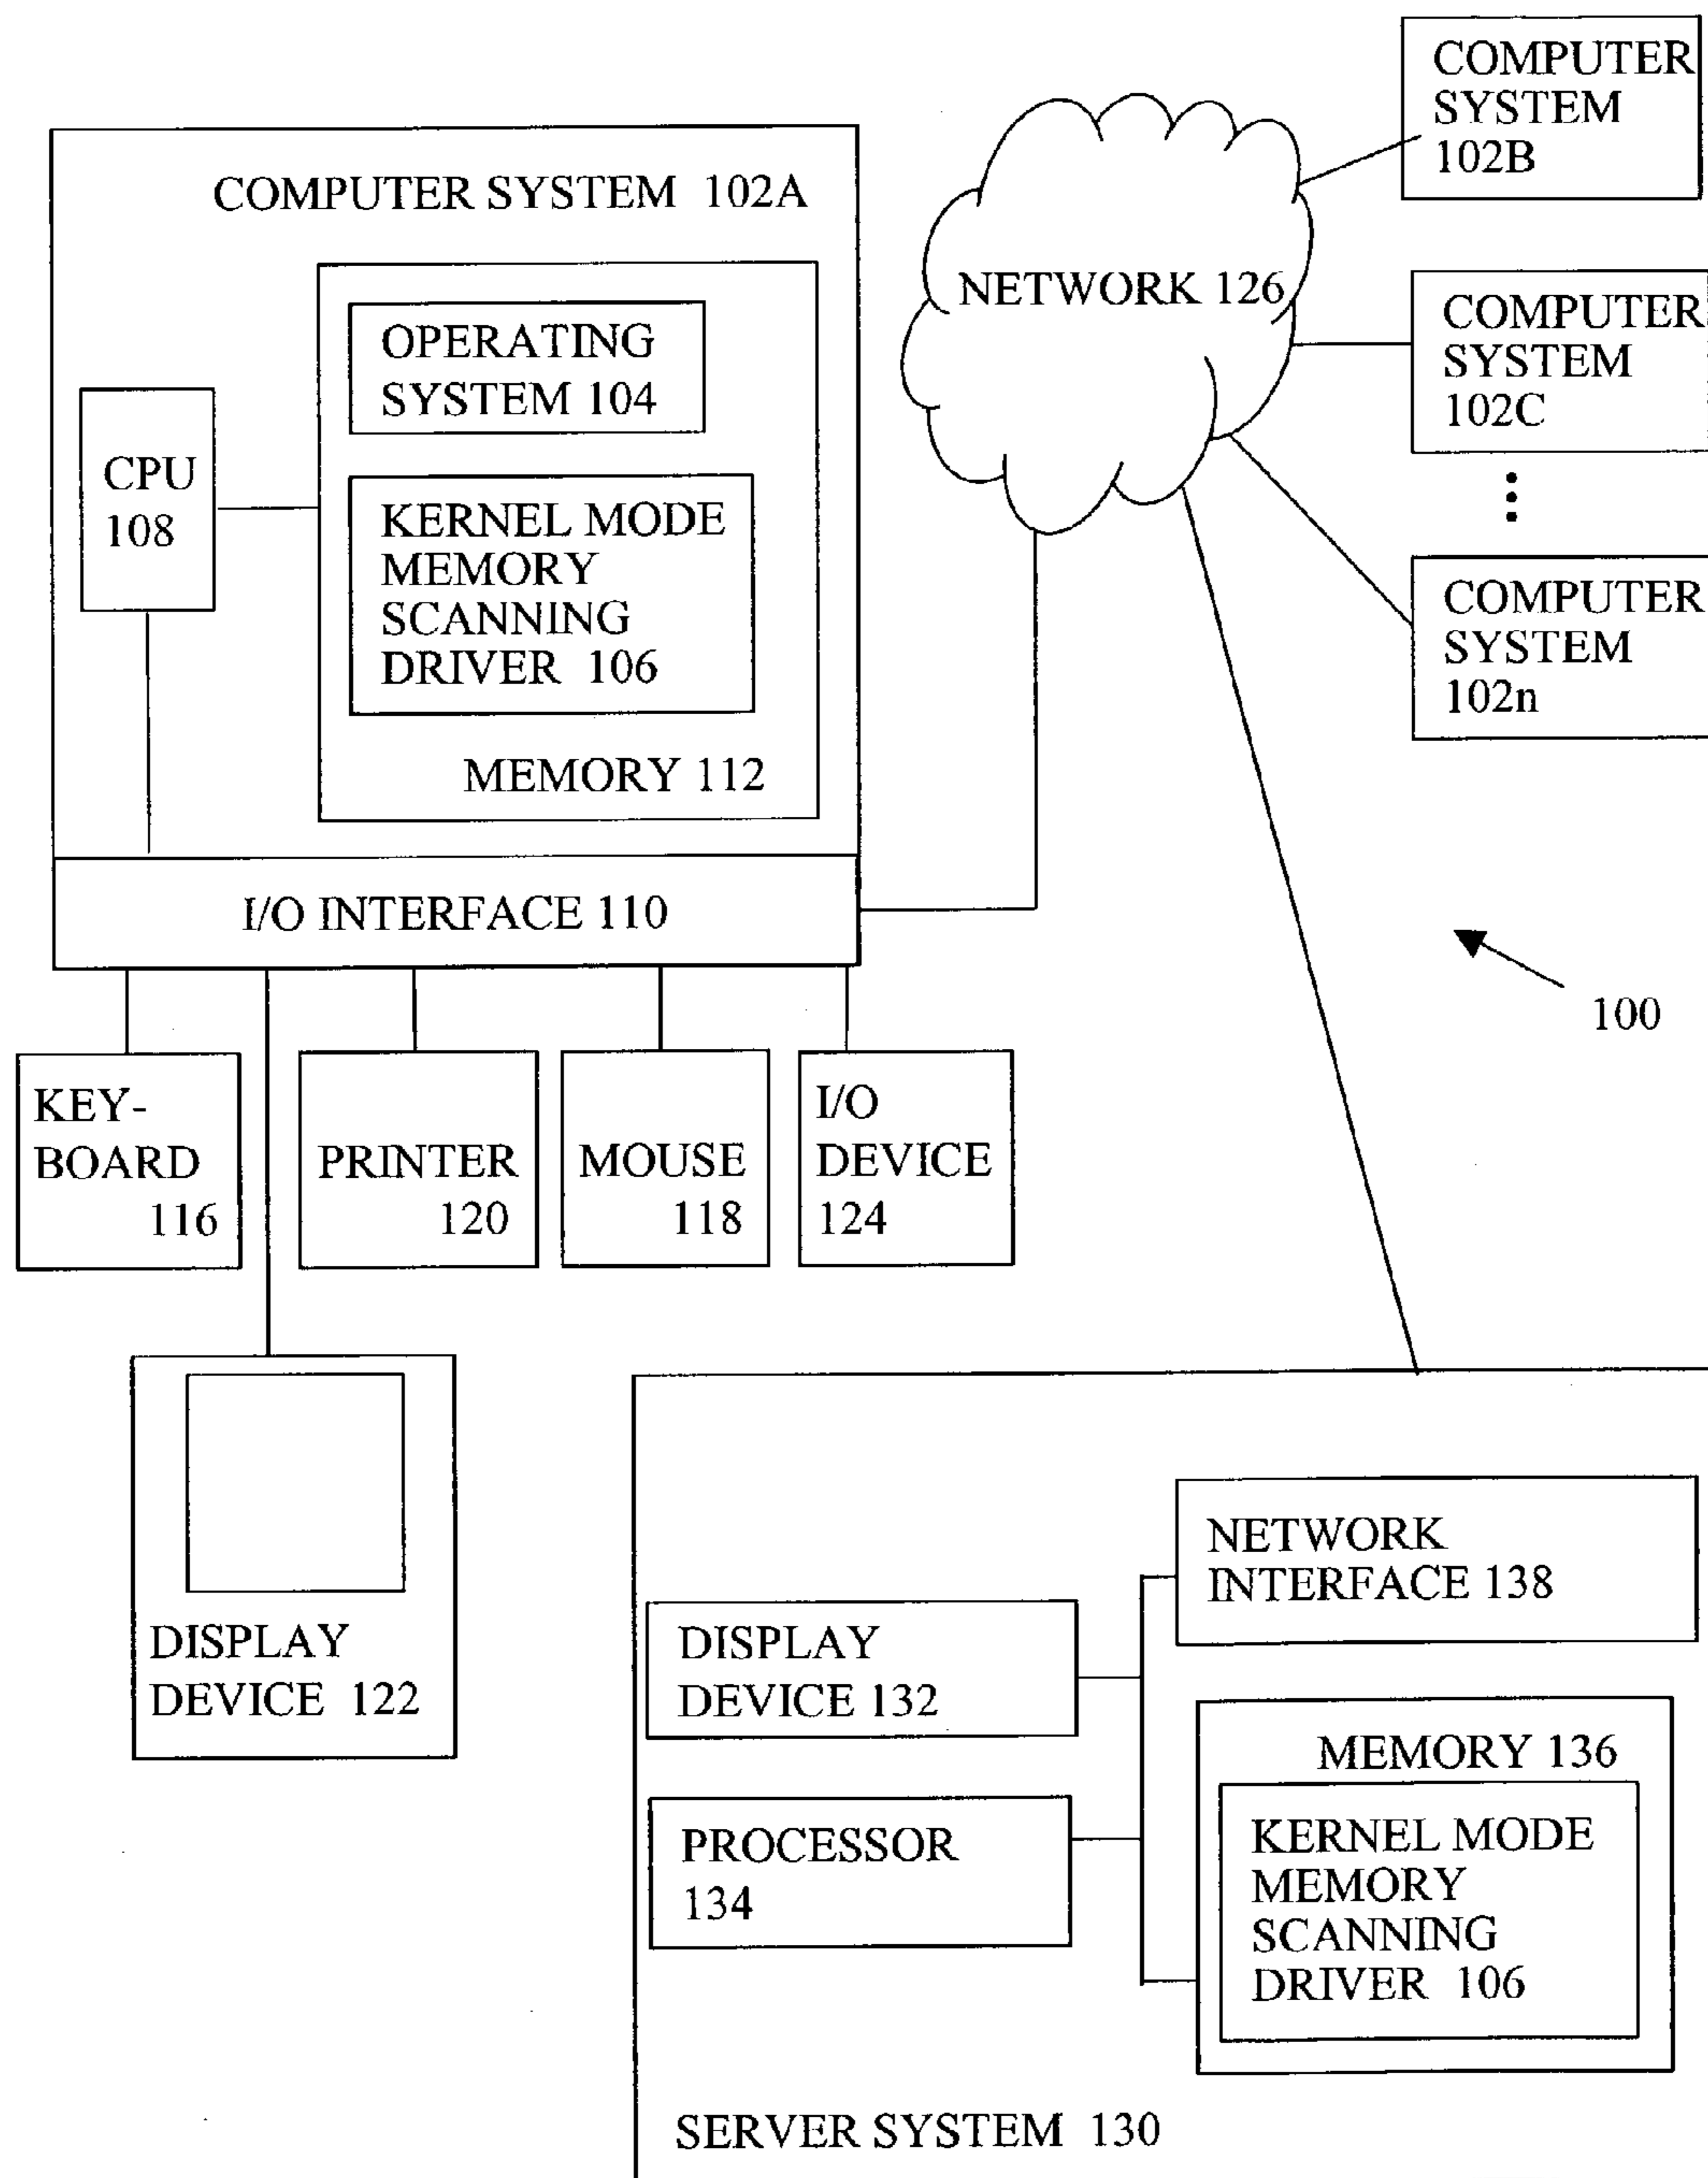 COMPUTER
SYSTEM
102B
COMPUTER SYSTEM 102A
NETWORK 126
OPERATING
SYSTEM 104
COMPUTER
SYSTEM
102C
CPU
108
KERNEL MODE
MEMORY
SCANNING
DRIVER 106
COMPUTER
SYSTEM
102n
MEMORY 112
I/O INTERFACE 110
100
KEY-
BOARD
116
PRINTER
120
MOUSE
118
I/O
DEVICE
124
DISPLAY
DEVICE 122
NETWORK
INTERFACE 138
DISPLAY
DEVICE 132
MEMORY 136
PROCESSOR
134
KERNEL MODE
MEMORY
SCANNING
DRIVER 106
SERVER SYSTEM 130